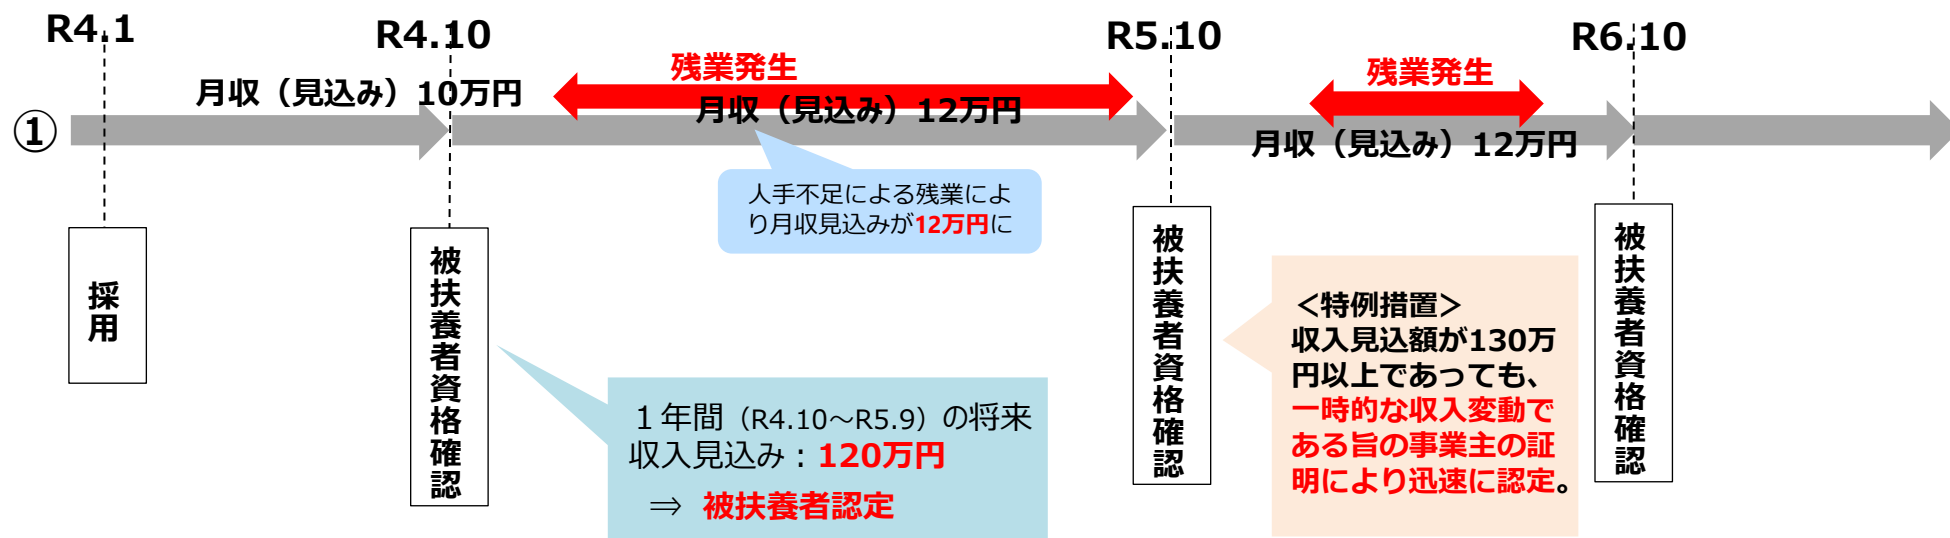 R4.1
R4.10
R5.10
R6.10
残業発生
残業発生
月収（見込み）10万円
月収（見込み）12万円
月収（見込み）12万円
①
人手不足による残業によ
り月収見込みが12万円に
採用
被扶養者資格確認
被扶養者資格確認
被扶養者資格確認
１年間（R4.10～R5.9）の将来
収入見込み：120万円
⇒ 被扶養者認定
＜特例措置＞
収入見込額が130万
円以上であっても、
一時的な収入変動で
ある旨の事業主の証
明により迅速に認定。